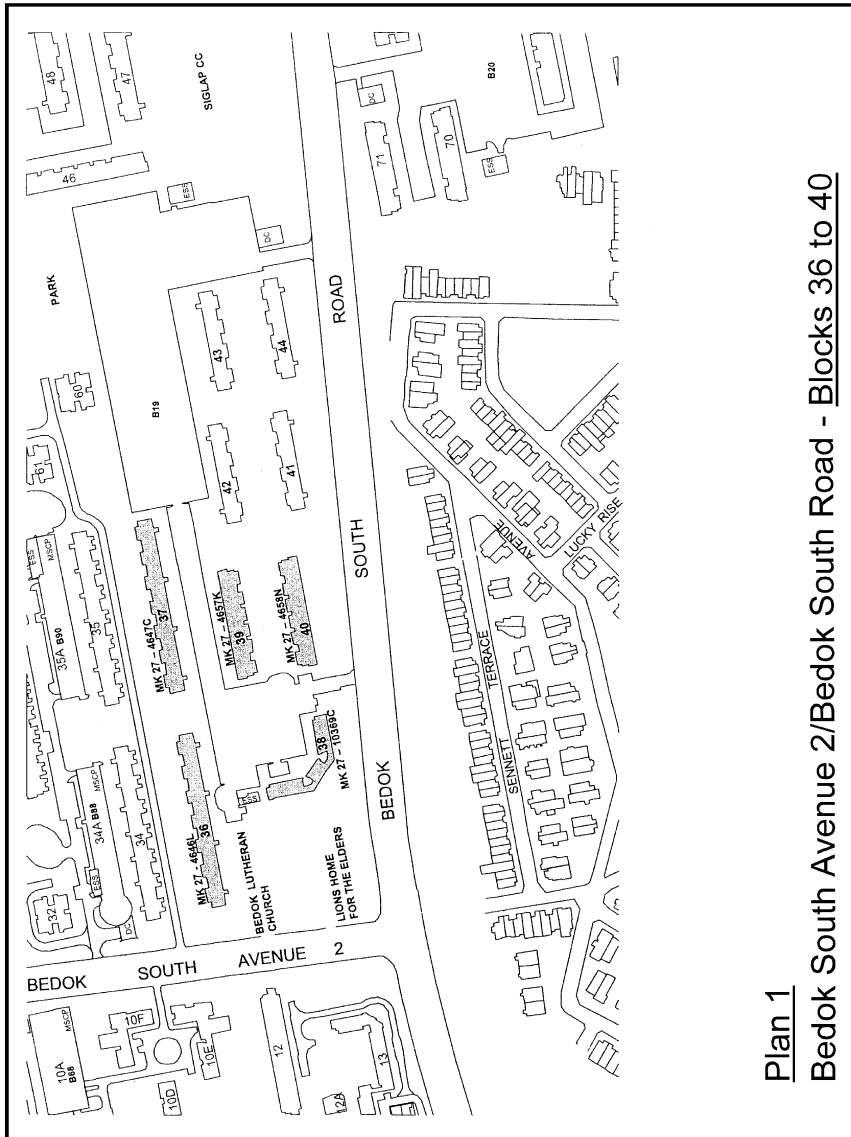 48
47
SIGLAP CC
46
ESS
PARK
DC
60
B19
61
43
44
42
41
ROAD
SOUTH
DC
71
70
B20
ESS
ESS
MSCP
35A B90
35
MK 27 – 4647C
37
MK 27 – 4657K
39
MK 27 – 4658N
40
38
MK 27 – 10369C
MSCP
34A B88
34
ESS
DC
32
MK 27 – 4646L
36
BEDOK LUTHERAN
CHURCH
LIONS HOME
FOR THE ELDERS
BEDOK
AVENUE
LUCKY RISE
TERRACE
SENNETT
BEDOK SOUTH AVENUE 2
MSCP
10A
B68
10F
10E
10D
12
13
12A
Plan 1
Bedok South Avenue 2/Bedok South Road - Blocks 36 to 40